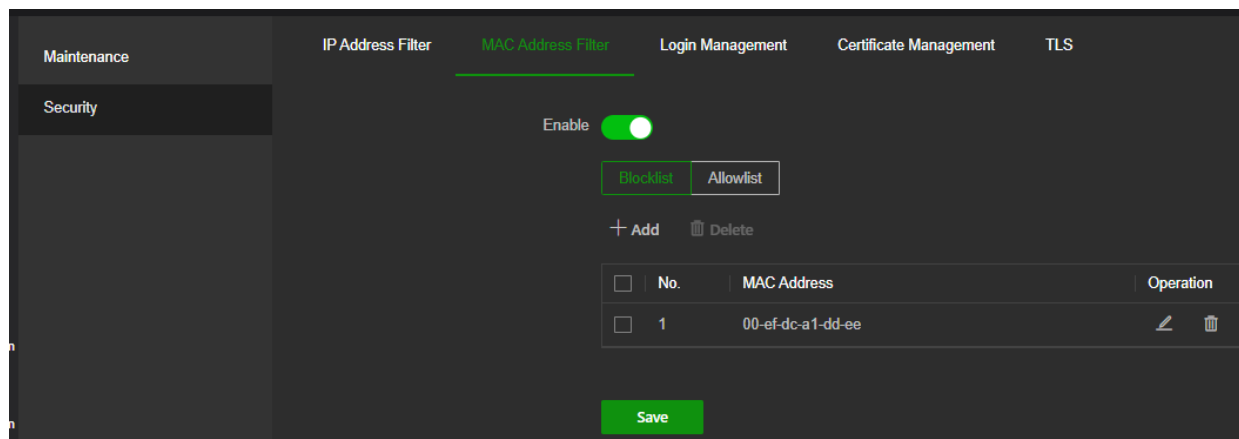 Maintenance
Security
IP Address Filter MAC Address Filter Login Management Certificate Management TLS
Enable
Blocklist Allowlist
+ Add Delete
No. MAC Address Operation
1 00-ef-dc-a1-dd-ee
Save
n
n